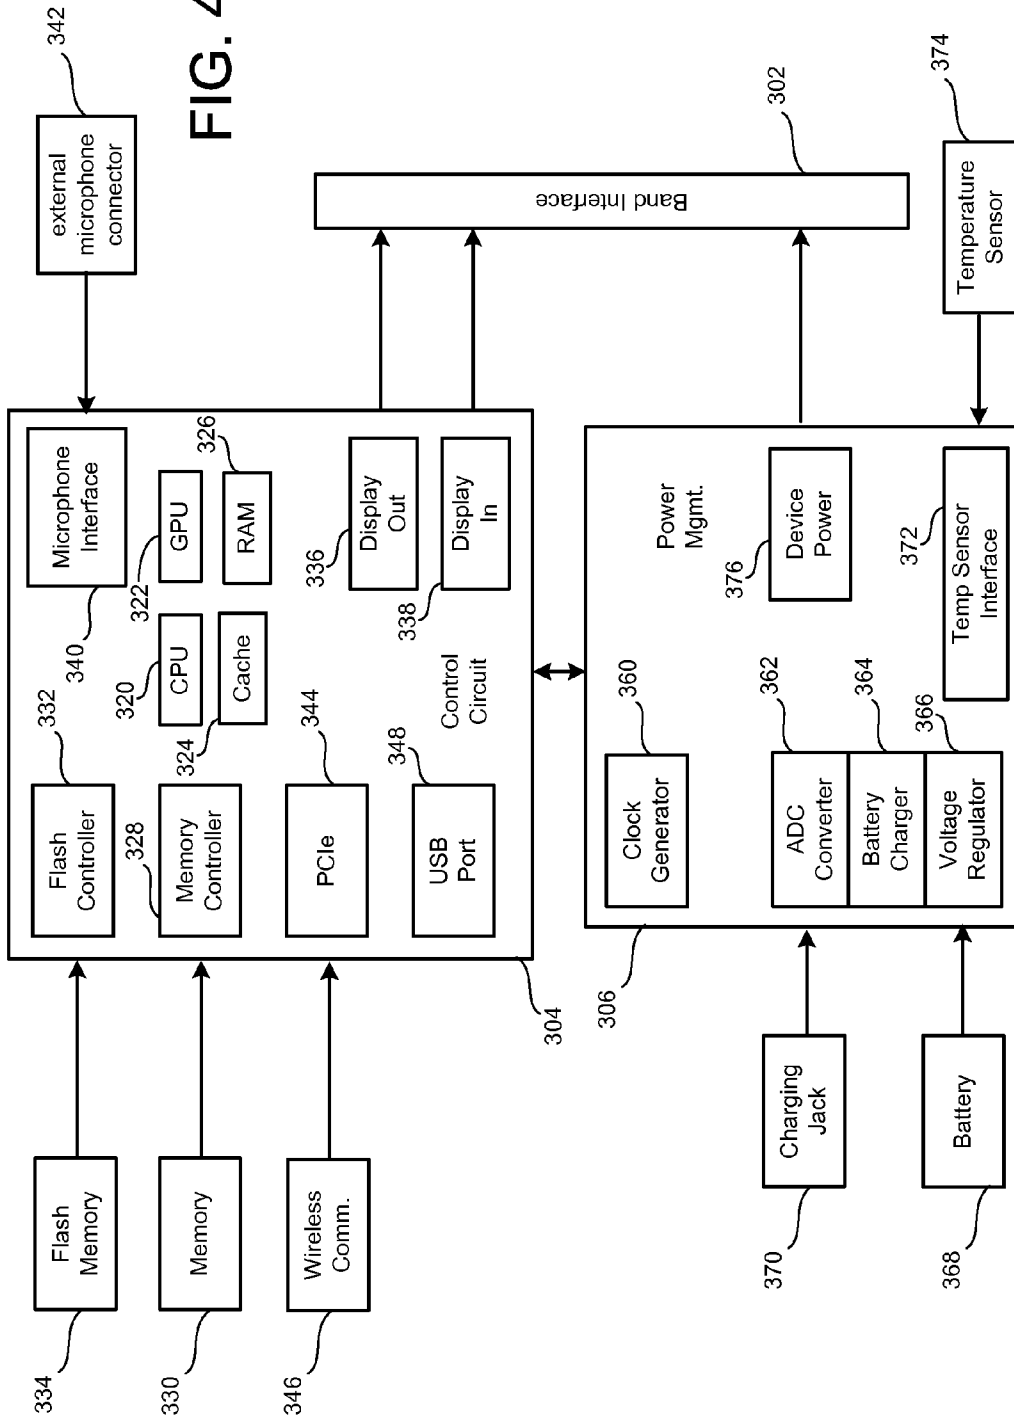 334
Flash
Memory
Flash
Controller
332
340
Microphone
Interface
external
microphone
connector
342
330
Memory
328
Memory
Controller
320
CPU
322
GPU
324
Cache
RAM
326
FIG. 4
346
Wireless
Comm.
PCIe
344
336
Display
Out
USB
Port
348
338
Display
In
Control
Circuit
304
306
Clock
Generator
360
Power
Mgmt.
Band Interface
302
370
Charging
Jack
ADC
Converter
362
376
Device
Power
Battery
Charger
364
368
Battery
Voltage
Regulator
366
372
Temp Sensor
Interface
Temperature
Sensor
374